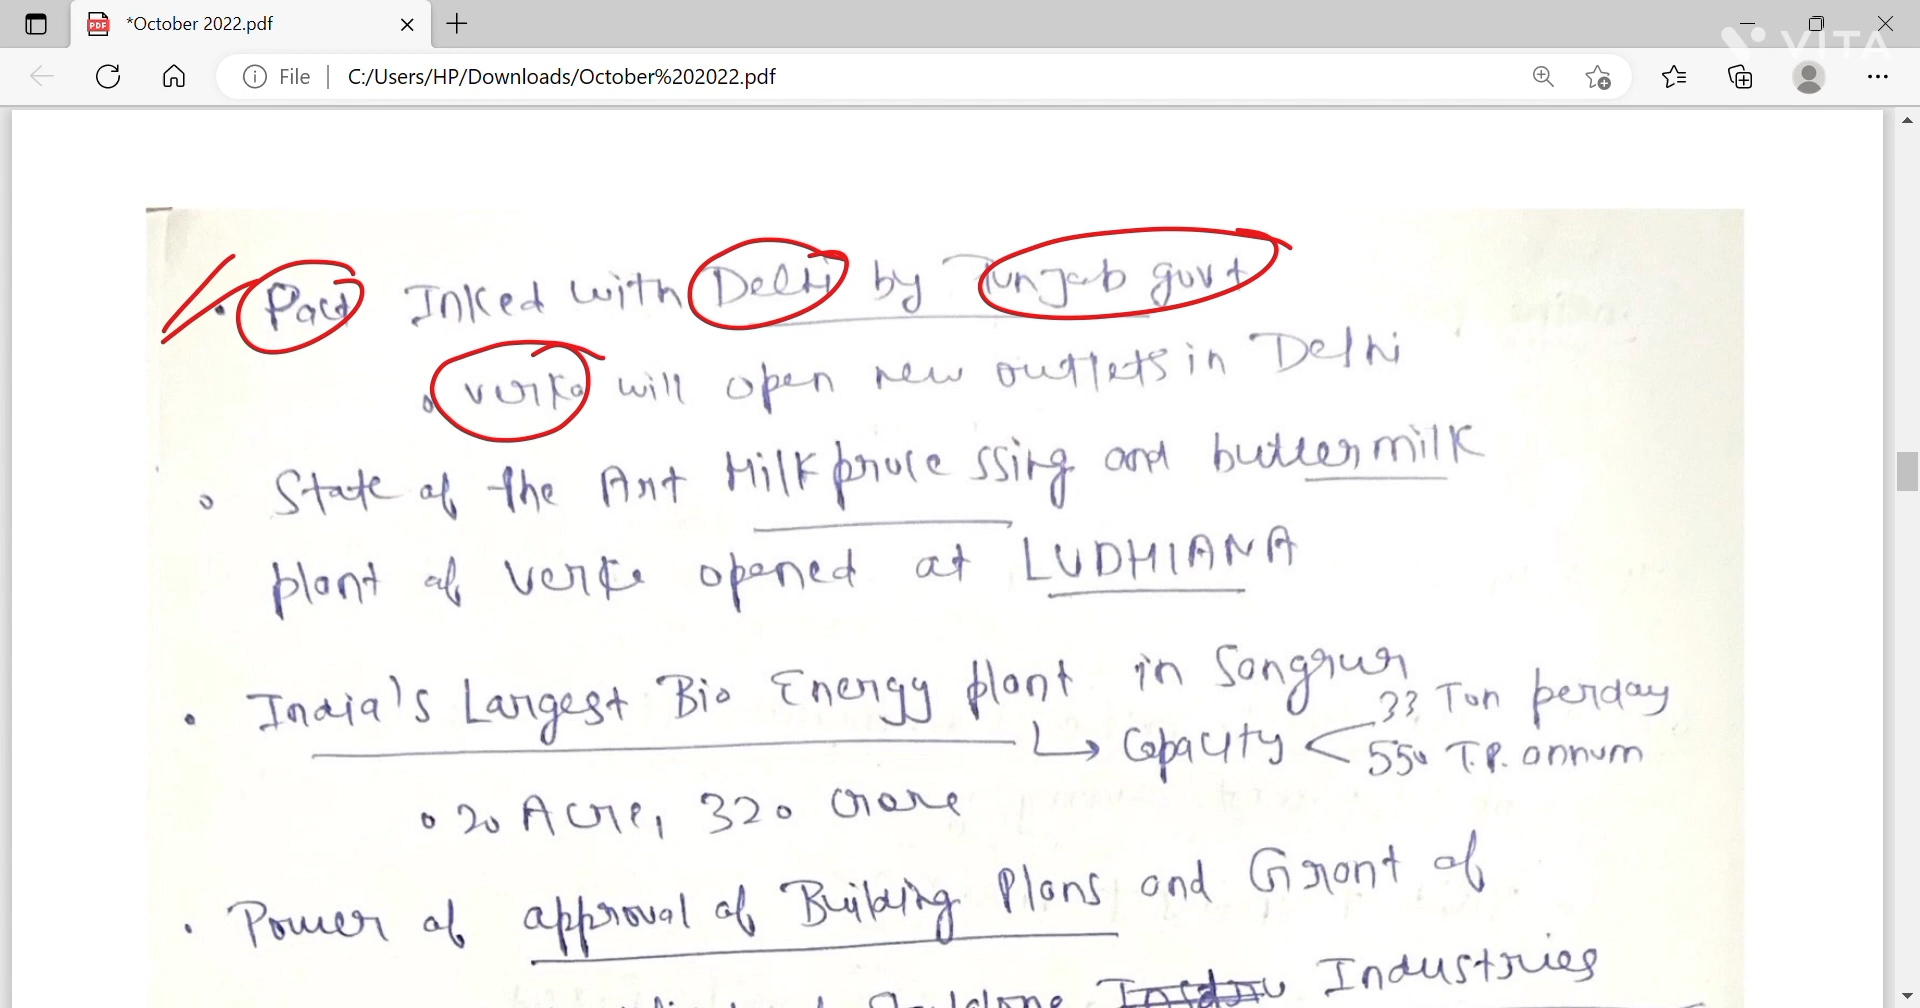 *October 2022.pdf
VITA
File
C:/Users/HP/Downloads/October%202022.pdf
Pact Inked with Delhi by Punjab govt
verka will open new outlets in Delhi
State of the Art Milk processing and buttermilk
plant of verka opened at LUDHIANA
India's Largest Bio Energy plant in Sangrur
33 Ton perday
Capacity
550 T.P. annum
20 Acre, 320 crore
Power of approval of Building Plans and Grant of
Industries